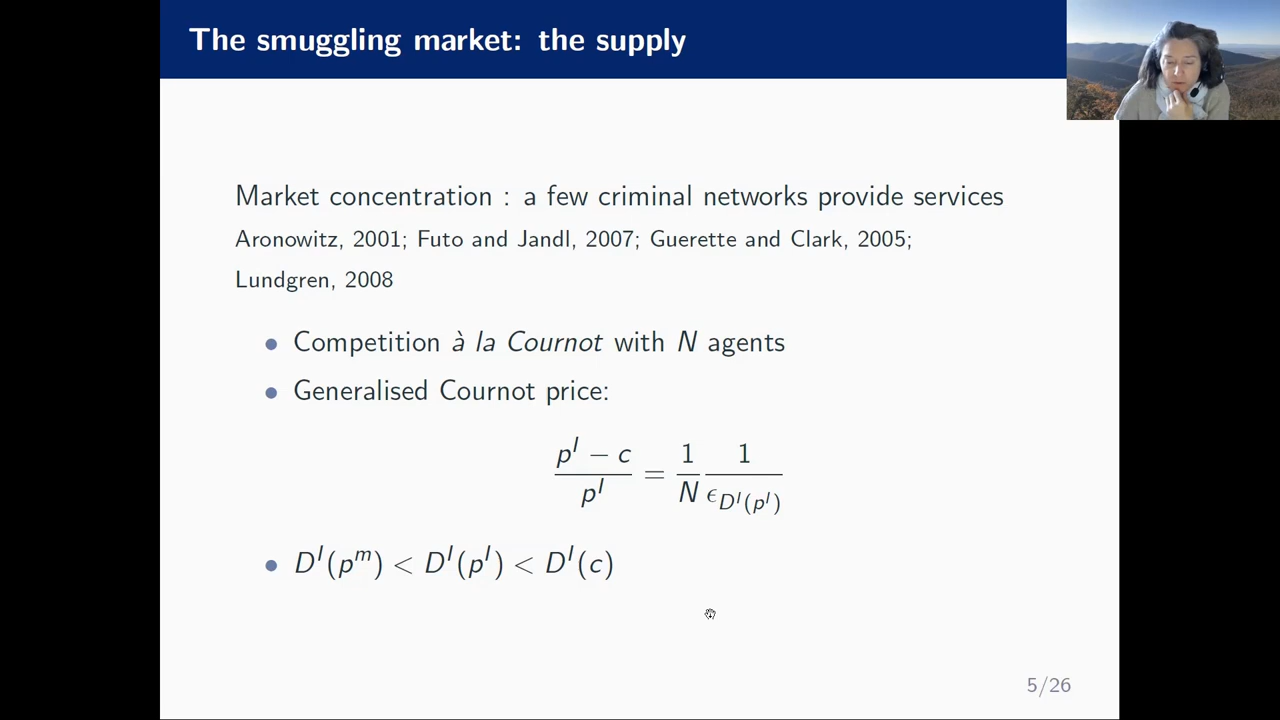 The smuggling market: the supply
Market concentration : a few criminal networks provide services
Aronowitz, 2001; Futo and Jandl, 2007; Guerette and Clark, 2005;
Lundgren, 2008
• Competition à la Cournot with N agents
• Generalised Cournot price:
(p^I − c) / p^I = (1/N) (1/ϵ_{D^I(p^I)})
• D^I(p^m) < D^I(p^I) < D^I(c)
5/26